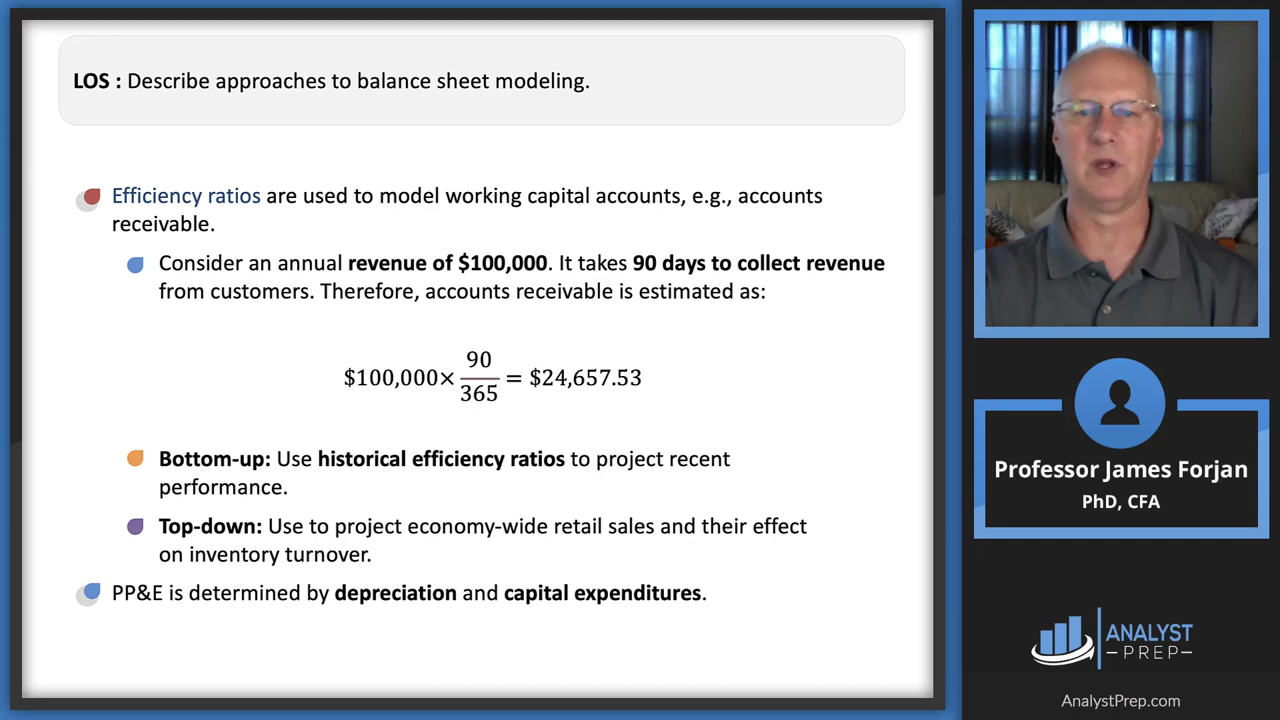 LOS : Describe approaches to balance sheet modeling.
Efficiency ratios are used to model working capital accounts, e.g., accounts
receivable.
Consider an annual revenue of $100,000. It takes 90 days to collect revenue
from customers. Therefore, accounts receivable is estimated as:
$100,000× 90/365 = $24,657.53
Bottom-up: Use historical efficiency ratios to project recent
performance.
Top-down: Use to project economy-wide retail sales and their effect
on inventory turnover.
PP&E is determined by depreciation and capital expenditures.
Professor James Forjan
PhD, CFA
ANALYST
PREP
AnalystPrep.com